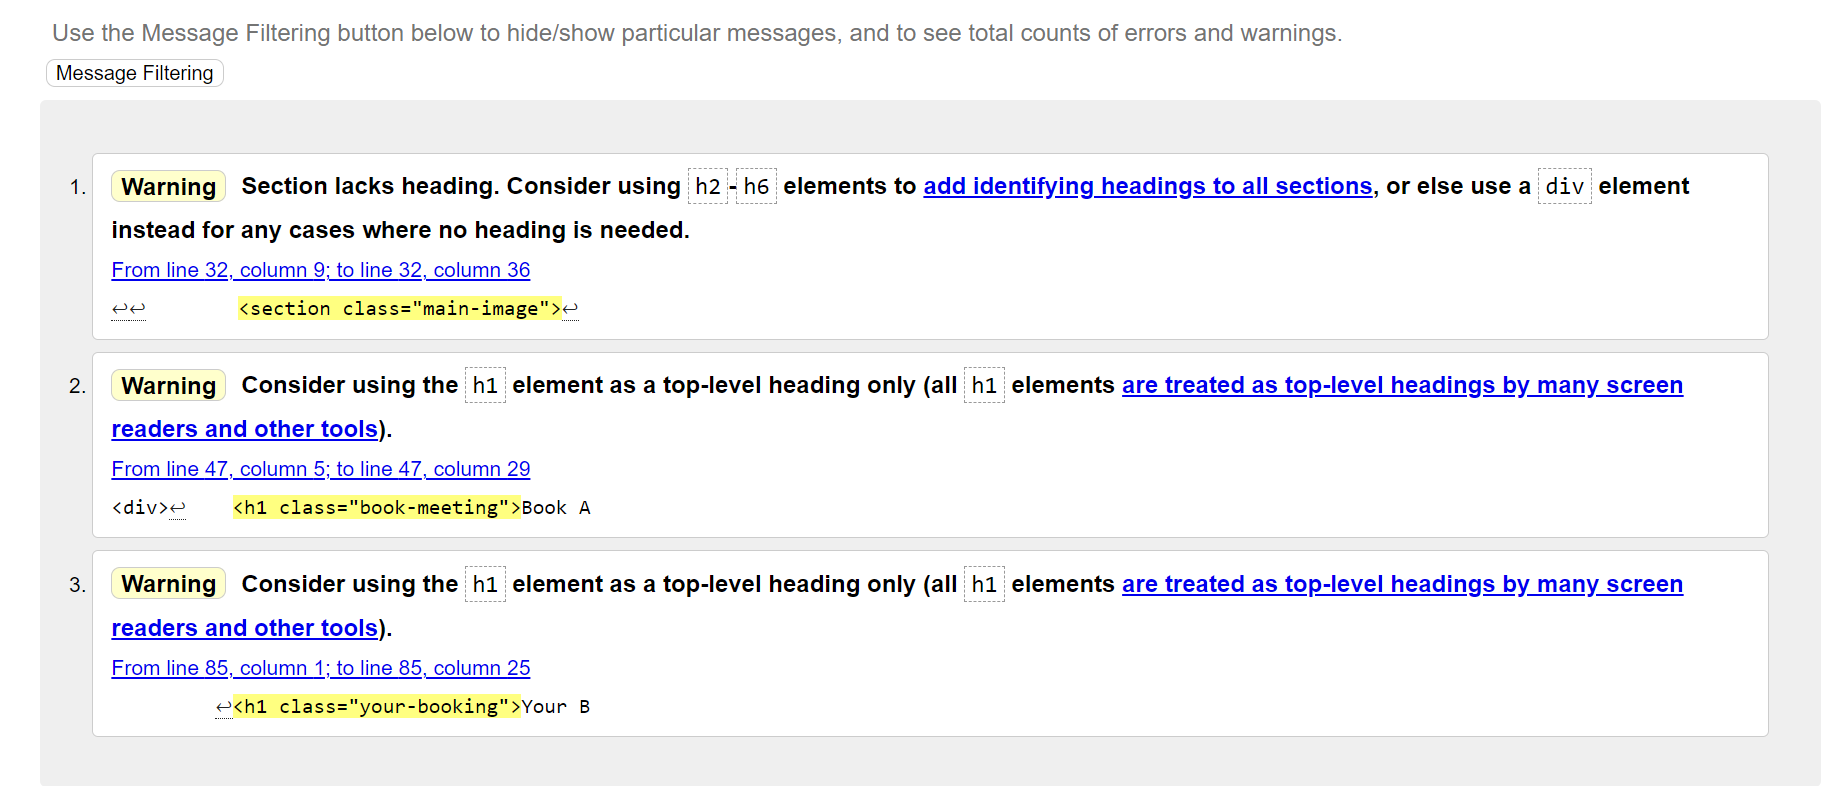 Use the Message Filtering button below to hide/show particular messages, and to see total counts of errors and warnings.
Message Filtering
1. Warning Section lacks heading. Consider using h2-h6 elements to add identifying headings to all sections, or else use a div element
instead for any cases where no heading is needed.
From line 32, column 9; to line 32, column 36
↩↩ <section class="main-image">↩
2. Warning Consider using the h1 element as a top-level heading only (all h1 elements are treated as top-level headings by many screen
readers and other tools).
From line 47, column 5; to line 47, column 29
<div>↩ <h1 class="book-meeting">Book A
3. Warning Consider using the h1 element as a top-level heading only (all h1 elements are treated as top-level headings by many screen
readers and other tools).
From line 85, column 1; to line 85, column 25
↩<h1 class="your-booking">Your B